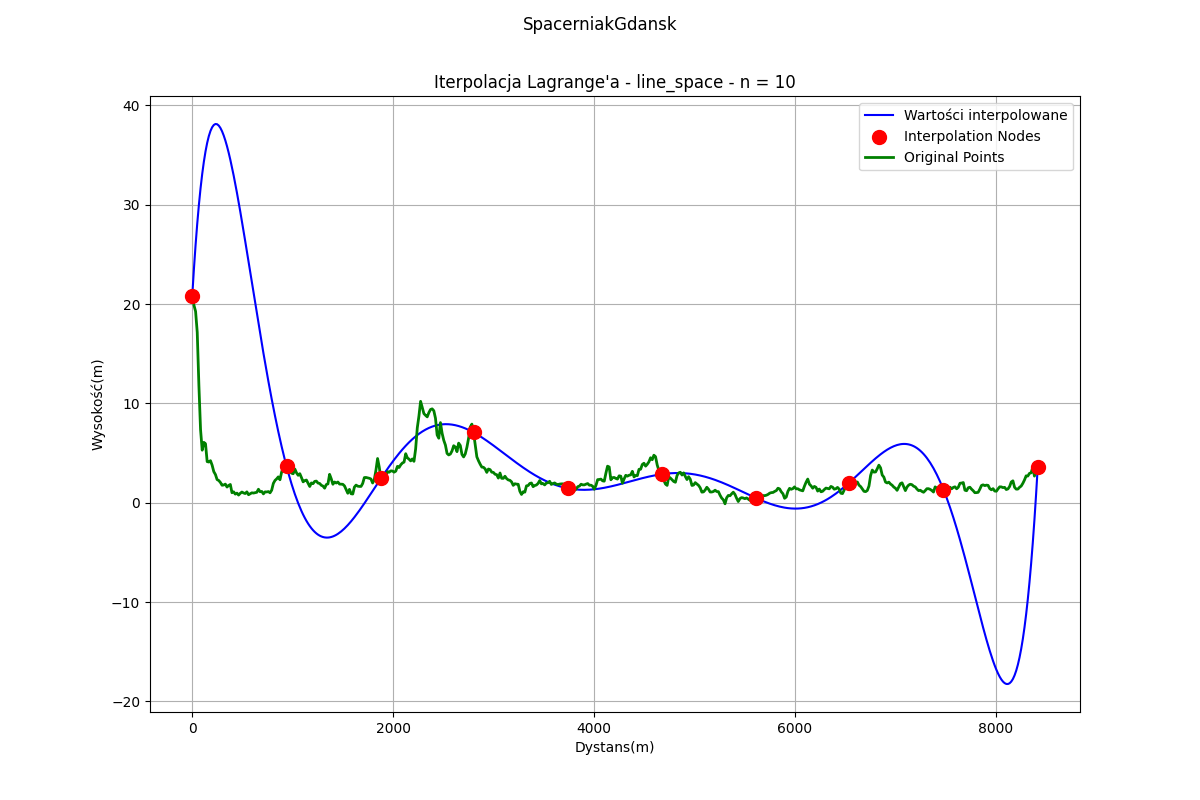 SpacerniakGdansk
Iterpolacja Lagrange'a - line_space - n = 10
Wartości interpolowane
Interpolation Nodes
Original Points
Wysokość(m)
40
30
20
10
0
−10
−20
0 2000 4000 6000 8000
Dystans(m)